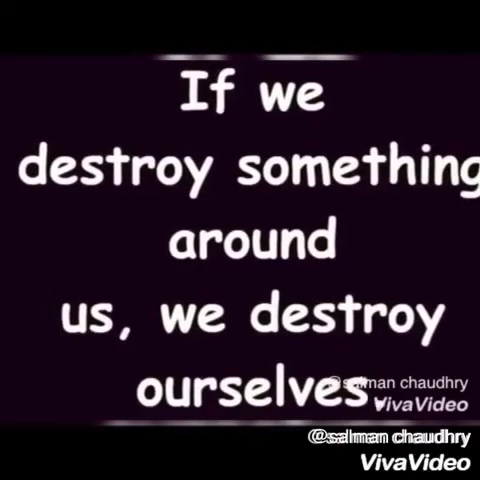 If we
destroy something
around
us, we destroy
ourselves.
@salman chaudhry
VivaVideo
@salman chaudhry
VivaVideo